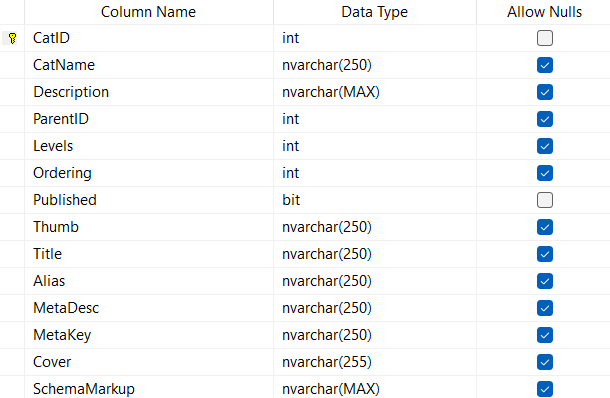 Column Name Data Type Allow Nulls
CatID int
CatName nvarchar(250)
Description nvarchar(MAX)
ParentID int
Levels int
Ordering int
Published bit
Thumb nvarchar(250)
Title nvarchar(250)
Alias nvarchar(250)
MetaDesc nvarchar(250)
MetaKey nvarchar(250)
Cover nvarchar(255)
SchemaMarkup nvarchar(MAX)